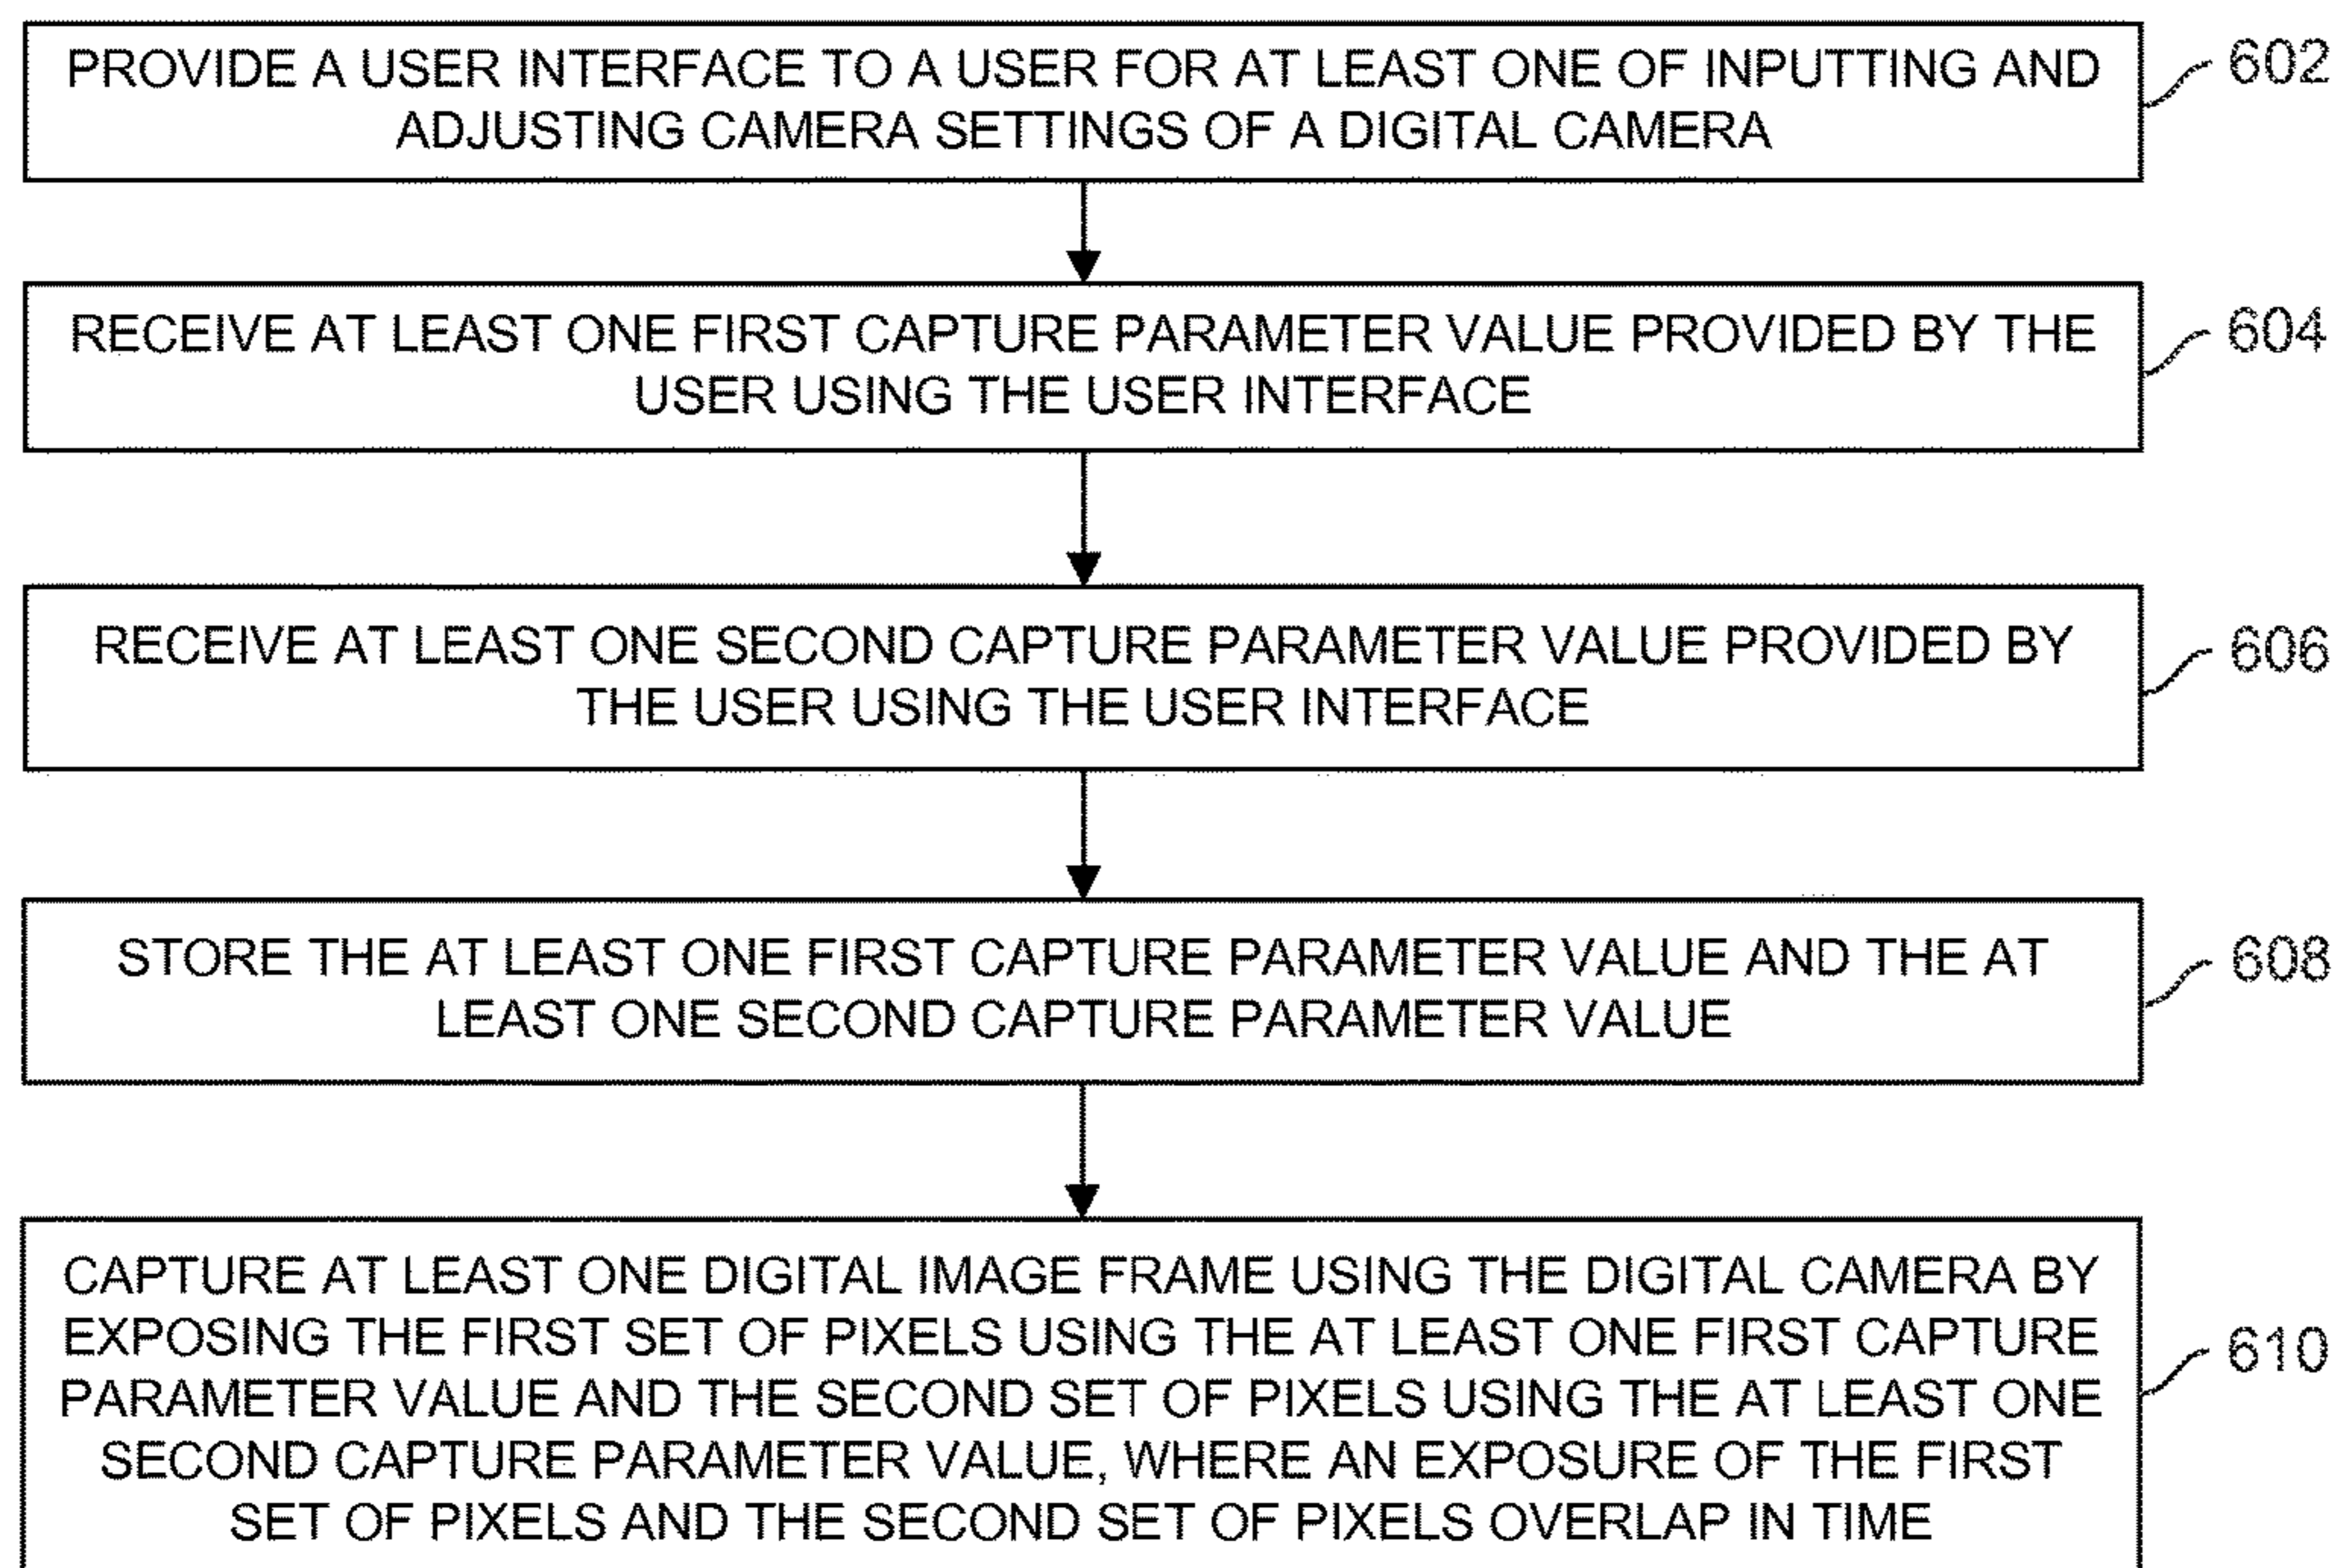 PROVIDE A USER INTERFACE TO A USER FOR AT LEAST ONE OF INPUTTING AND
ADJUSTING CAMERA SETTINGS OF A DIGITAL CAMERA
602
RECEIVE AT LEAST ONE FIRST CAPTURE PARAMETER VALUE PROVIDED BY THE
USER USING THE USER INTERFACE
604
RECEIVE AT LEAST ONE SECOND CAPTURE PARAMETER VALUE PROVIDED BY
THE USER USING THE USER INTERFACE
606
STORE THE AT LEAST ONE FIRST CAPTURE PARAMETER VALUE AND THE AT
LEAST ONE SECOND CAPTURE PARAMETER VALUE
608
CAPTURE AT LEAST ONE DIGITAL IMAGE FRAME USING THE DIGITAL CAMERA BY
EXPOSING THE FIRST SET OF PIXELS USING THE AT LEAST ONE FIRST CAPTURE
PARAMETER VALUE AND THE SECOND SET OF PIXELS USING THE AT LEAST ONE
SECOND CAPTURE PARAMETER VALUE, WHERE AN EXPOSURE OF THE FIRST
SET OF PIXELS AND THE SECOND SET OF PIXELS OVERLAP IN TIME
610